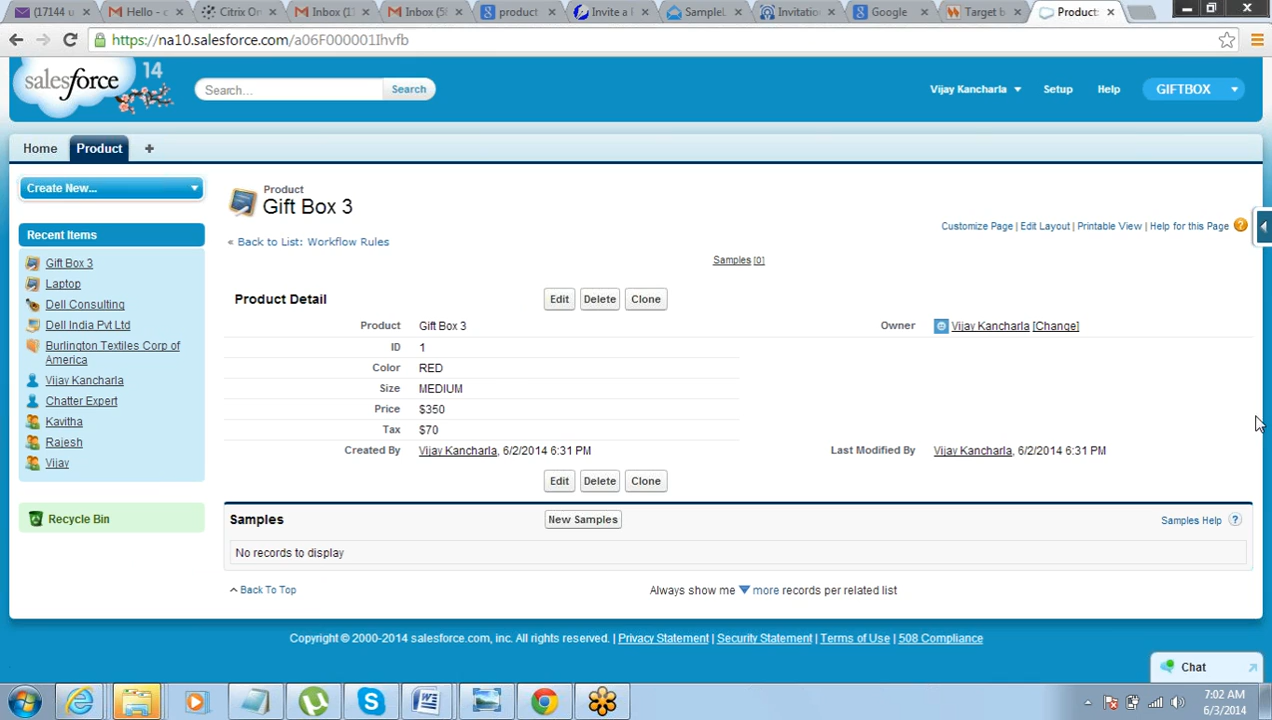 (17144 u
Hello - c
Citrix On
Inbox (1
Inbox (5
product
Invite a
SampleL
Invitatio
Google
Target b
Product:
https://na10.salesforce.com/a06F000001Ihvfb
salesforce
14
Search...
Search
Vijay Kancharla
Setup
Help
GIFTBOX
Home
Product
+
Create New...
Recent Items
Gift Box 3
Laptop
Dell Consulting
Dell India Pvt Ltd
Burlington Textiles Corp of
America
Vijay Kancharla
Chatter Expert
Kavitha
Rajesh
Vijay
Recycle Bin
Product
Gift Box 3
« Back to List: Workflow Rules
Customize Page | Edit Layout | Printable View | Help for this Page ?
Samples [0]
Product Detail
Edit Delete Clone
Product Gift Box 3 Owner Vijay Kancharla [Change]
ID 1
Color RED
Size MEDIUM
Price $350
Tax $70
Created By Vijay Kancharla, 6/2/2014 6:31 PM Last Modified By Vijay Kancharla, 6/2/2014 6:31 PM
Edit Delete Clone
Samples New Samples Samples Help ?
No records to display
Back To Top Always show me more records per related list
Copyright © 2000-2014 salesforce.com, inc. All rights reserved. | Privacy Statement | Security Statement | Terms of Use | 508 Compliance
Chat
7:02 AM
6/3/2014